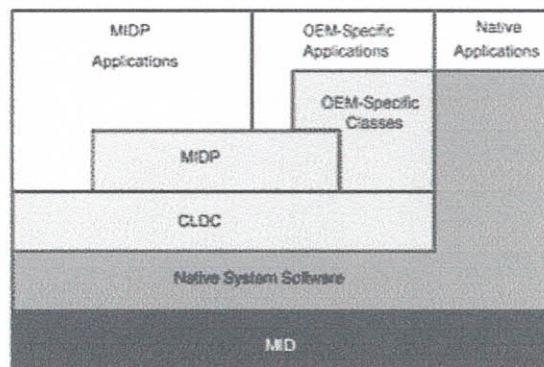 MIDP
Applications
OEM-Specific
Applications
Native
Applications
OEM-Specific
Classes
MIDP
CLDC
Native System Software
MID